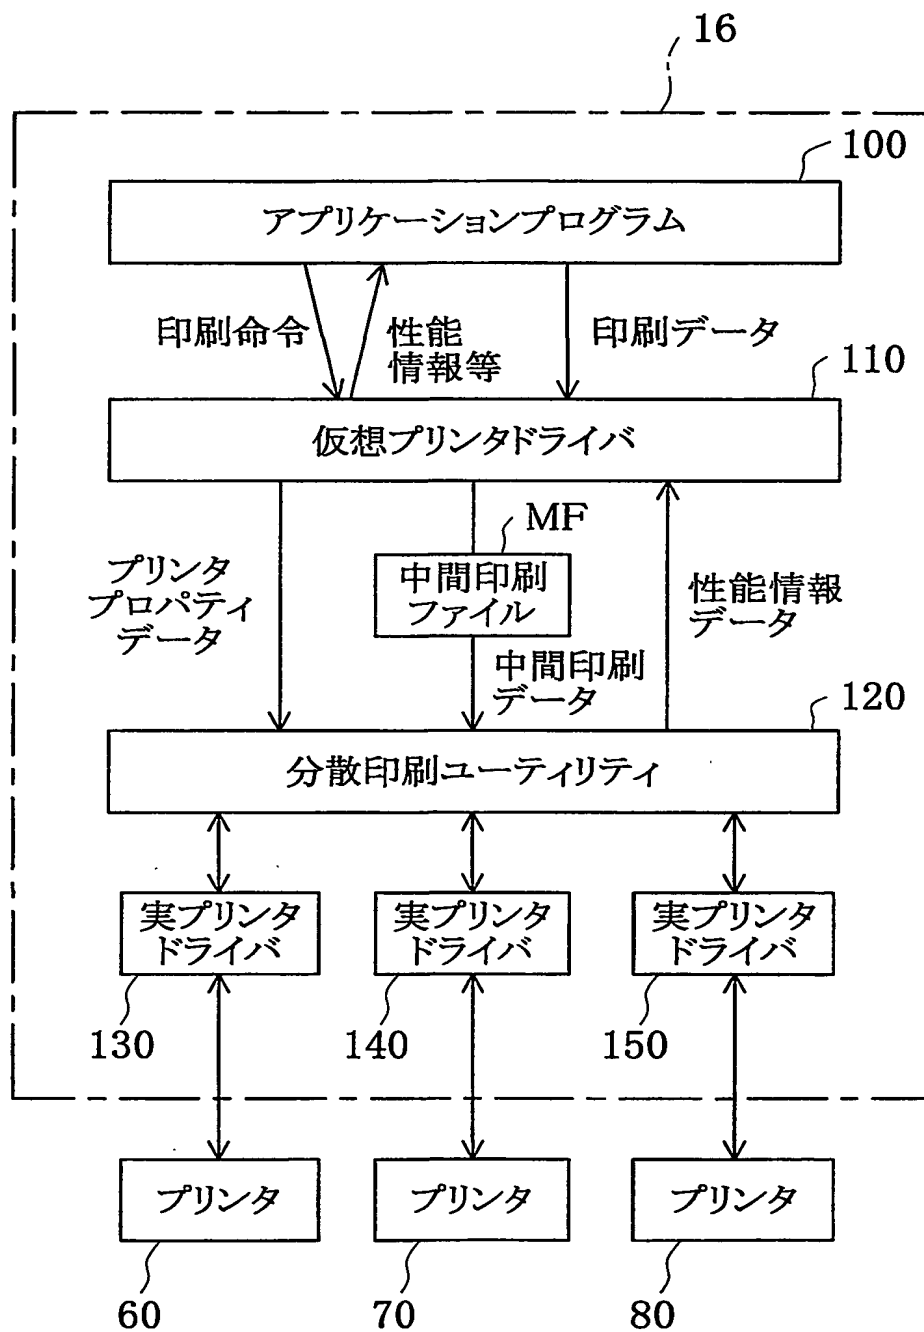 16
100
アプリケーションプログラム
印刷命令
性能
情報等
印刷データ
110
仮想プリンタドライバ
プリンタ
プロパティ
データ
MF
中間印刷
ファイル
中間印刷
データ
性能情報
データ
120
分散印刷ユーティリティ
実プリンタ
ドライバ
実プリンタ
ドライバ
実プリンタ
ドライバ
130
140
150
プリンタ
プリンタ
プリンタ
60
70
80